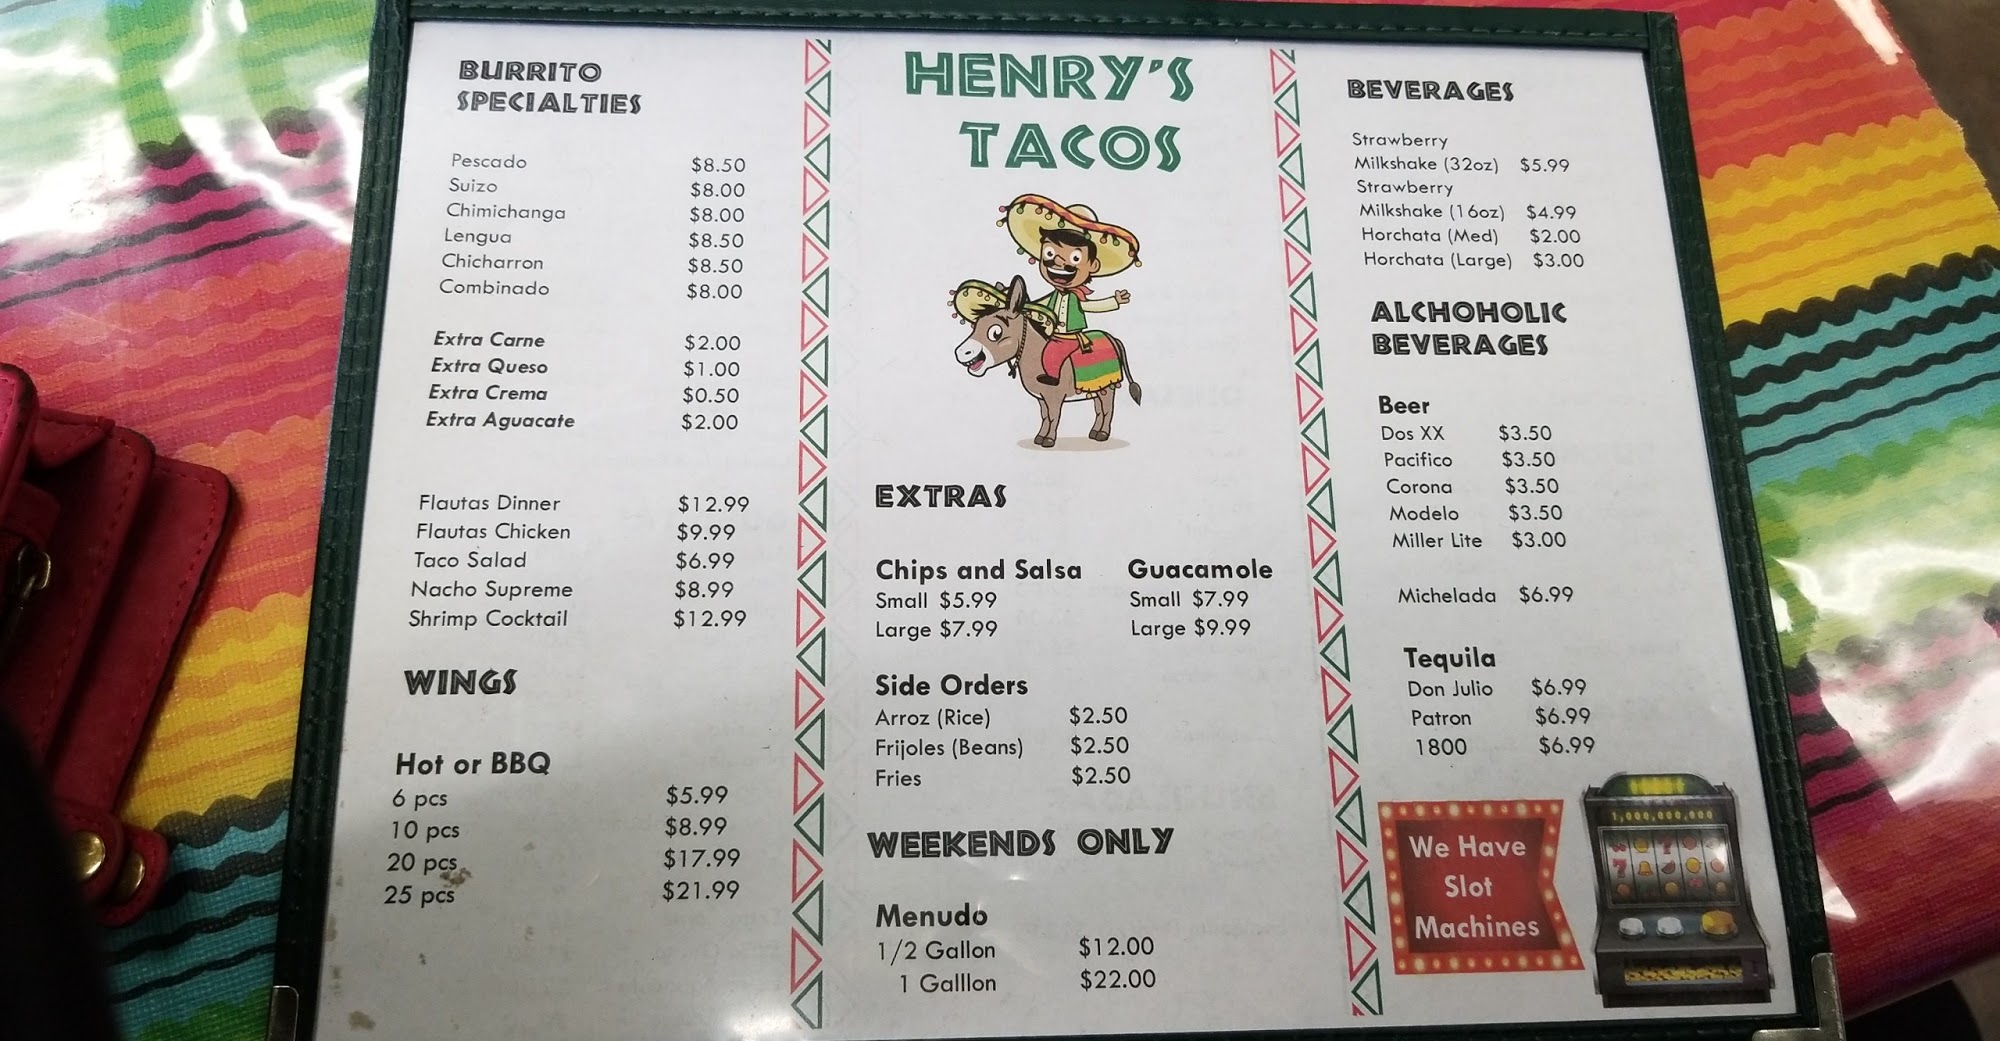 BURRITO
SPECIALTIES
Pescado $8.50
Suizo $8.00
Chimichanga $8.00
Lengua $8.50
Chicharron $8.50
Combinado $8.00
Extra Carne $2.00
Extra Queso $1.00
Extra Crema $0.50
Extra Aguacate $2.00
Flautas Dinner $12.99
Flautas Chicken $9.99
Taco Salad $6.99
Nacho Supreme $8.99
Shrimp Cocktail $12.99
WINGS
Hot or BBQ
6 pcs $5.99
10 pcs $8.99
20 pcs $17.99
25 pcs $21.99
HENRY'S
TACOS
EXTRAS
Chips and Salsa
Small $5.99
Large $7.99
Guacamole
Small $7.99
Large $9.99
Side Orders
Arroz (Rice) $2.50
Frijoles (Beans) $2.50
Fries $2.50
WEEKENDS ONLY
Menudo
1/2 Gallon $12.00
1 Galllon $22.00
BEVERAGES
Strawberry
Milkshake (32oz) $5.99
Strawberry
Milkshake (16oz) $4.99
Horchata (Med) $2.00
Horchata (Large) $3.00
ALCHOHOLIC
BEVERAGES
Beer
Dos XX $3.50
Pacifico $3.50
Corona $3.50
Modelo $3.50
Miller Lite $3.00
Michelada $6.99
Tequila
Don Julio $6.99
Patron $6.99
1800 $6.99
We Have
Slot
Machines
1,000,000,000